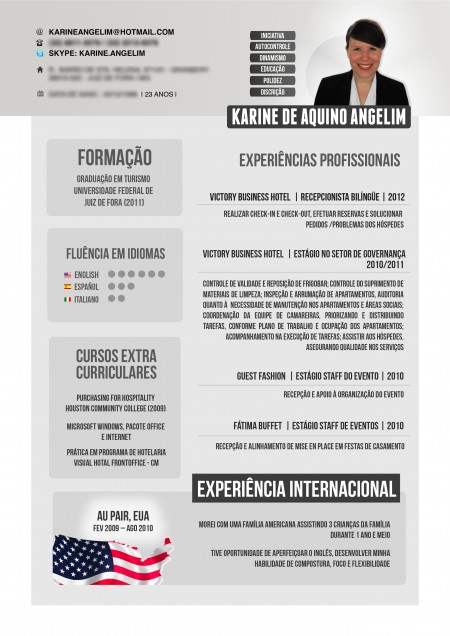 KARINEANGELIM@HOTMAIL.COM
SKYPE: KARINE.ANGELIM
| 23 ANOS |
INICIATIVA
AUTOCONTROLE
DINAMISMO
EDUCAÇÃO
POLIDEZ
DISCRIÇÃO
KARINE DE AQUINO ANGELIM
FORMAÇÃO
GRADUAÇÃO EM TURISMO
UNIVERSIDADE FEDERAL DE
JUIZ DE FORA (2011)
FLUÊNCIA EM IDIOMAS
ENGLISH
ESPAÑOL
ITALIANO
CURSOS EXTRA
CURRICULARES
PURCHASING FOR HOSPITALITY
HOUSTON COMMUNITY COLLEGE (2009)
MICROSOFT WINDOWS, PACOTE OFFICE
E INTERNET
PRÁTICA EM PROGRAMA DE HOTELARIA
VISUAL HOTAL FRONTOFFICE - CM
EXPERIÊNCIAS PROFISSIONAIS
VICTORY BUSINESS HOTEL | RECEPCIONISTA BILÍNGÜE | 2012
REALIZAR CHECK-IN E CHECK-OUT, EFETUAR RESERVAS E SOLUCIONAR
PEDIDOS /PROBLEMAS DOS HÓSPEDES
VICTORY BUSINESS HOTEL | ESTÁGIO NO SETOR DE GOVERNANÇA
2010/2011
CONTROLE DE VALIDADE E REPOSIÇÃO DE FRIGOBAR; CONTROLE DO SUPRIMENTO DE
MATERIAIS DE LIMPEZA; INSPEÇÃO E ARRUMAÇÃO DE APARTAMENTOS, AUDITORIA
QUANTO À NECESSIDADE DE MANUTENÇÃO NOS APARTAMENTOS E ÁREAS SOCIAIS;
COORDENAÇÃO DA EQUIPE DE CAMAREIRAS, PRIORIZANDO E DISTRIBUINDO
TAREFAS, CONFORME PLANO DE TRABALHO E OCUPAÇÃO DOS APARTAMENTOS;
ACOMPANHAMENTO NA EXECUÇÃO DE TAREFAS; ASSISTIR AOS HÓSPEDES,
ASEGURANDO QUALIDADE NOS SERVIÇOS
GUEST FASHION | ESTÁGIO STAFF DO EVENTO | 2010
RECEPÇÃO E APOIO À ORGANIZAÇÃO DO EVENTO
FÁTIMA BUFFET | ESTÁGIO STAFF DE EVENTOS | 2010
RECEPÇÃO E ALINHAMENTO DE MISE EN PLACE EM FESTAS DE CASAMENTO
EXPERIÊNCIA INTERNACIONAL
AU PAIR, EUA
FEV 2009 – AGO 2010
MOREI COM UMA FAMÍLIA AMERICANA ASSISTINDO 3 CRIANÇAS DA FAMÍLIA
DURANTE 1 ANO E MEIO
TIVE OPORTUNIDADE DE APERFEIÇOAR O INGLÊS, DESENVOLVER MINHA
HABILIDADE DE COMPOSTURA, FOCO E FLEXIBILIDADE